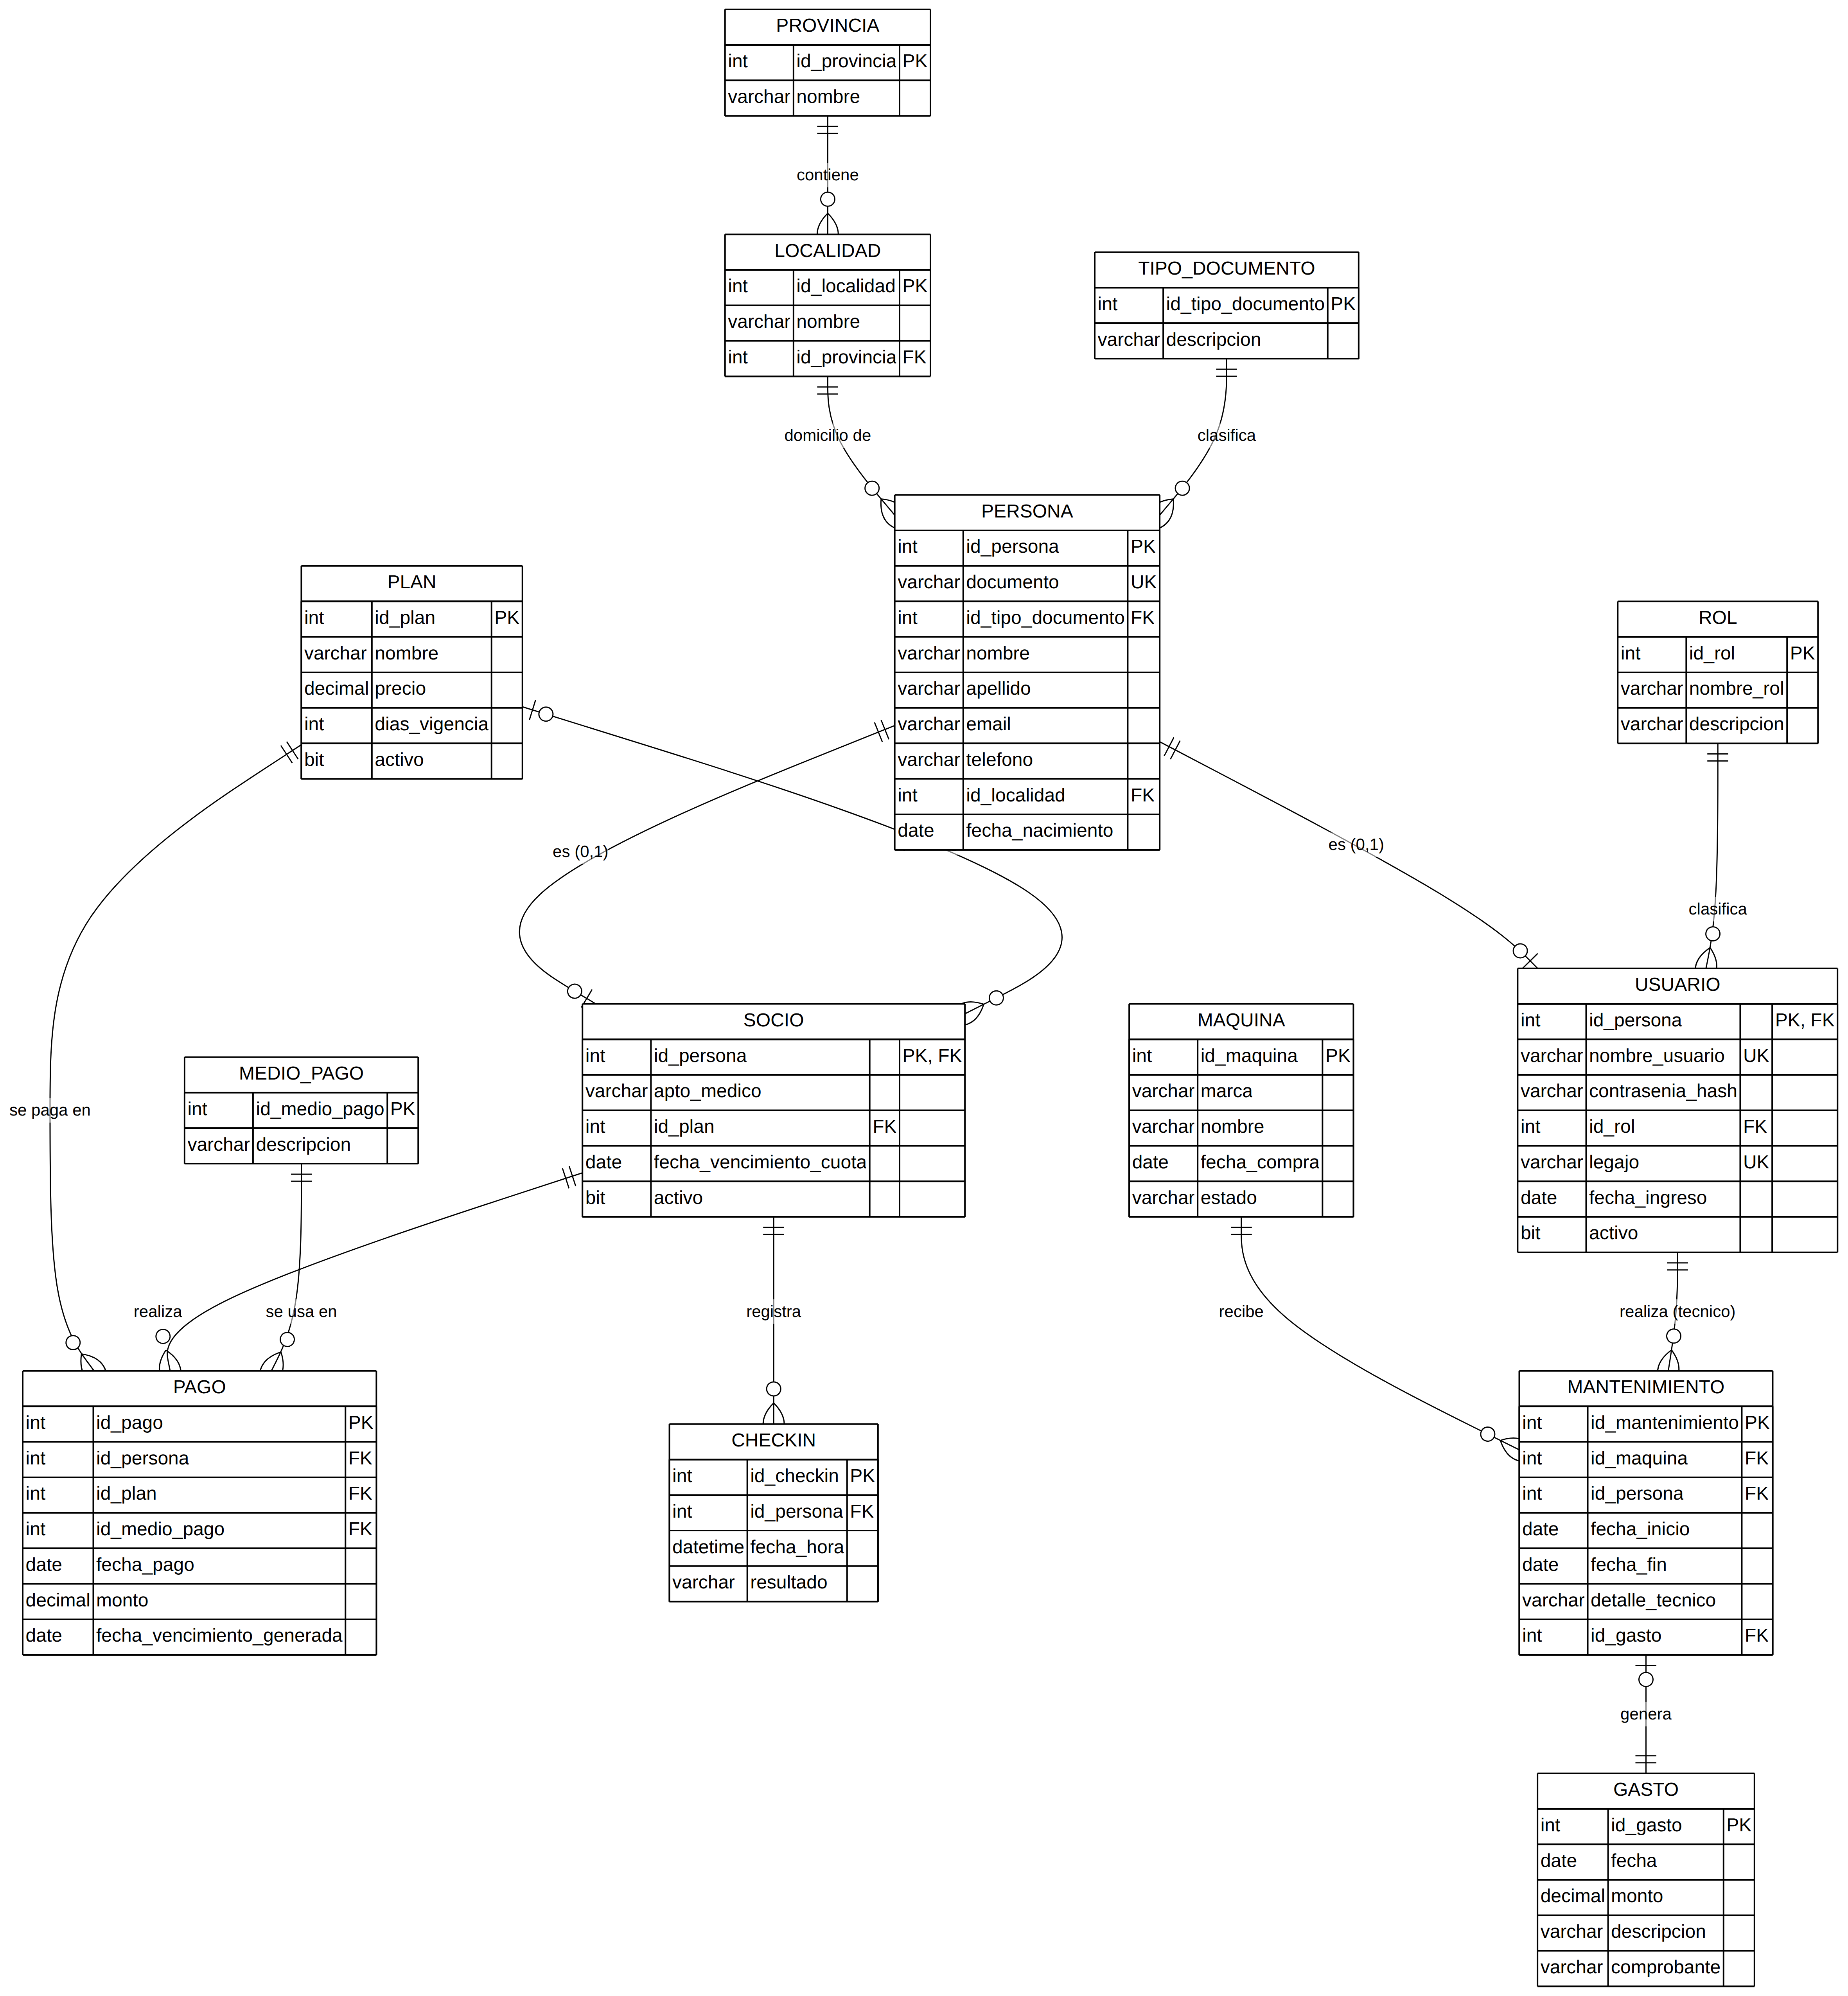 PROVINCIA
int id_provincia PK
varchar nombre
contiene
LOCALIDAD
int id_localidad PK
varchar nombre
int id_provincia FK
TIPO_DOCUMENTO
int id_tipo_documento PK
varchar descripcion
domicilio de
clasifica
PERSONA
int id_persona PK
varchar documento UK
int id_tipo_documento FK
varchar nombre
varchar apellido
varchar email
varchar telefono
int id_localidad FK
date fecha_nacimiento
PLAN
int id_plan PK
varchar nombre
decimal precio
int dias_vigencia
bit activo
ROL
int id_rol PK
varchar nombre_rol
varchar descripcion
es (0,1)
es (0,1)
clasifica
SOCIO
int id_persona PK, FK
varchar apto_medico
int id_plan FK
date fecha_vencimiento_cuota
bit activo
MAQUINA
int id_maquina PK
varchar marca
varchar nombre
date fecha_compra
varchar estado
USUARIO
int id_persona PK, FK
varchar nombre_usuario UK
varchar contrasenia_hash
int id_rol FK
varchar legajo UK
date fecha_ingreso
bit activo
MEDIO_PAGO
int id_medio_pago PK
varchar descripcion
se paga en
realiza
se usa en
registra
recibe
realiza (tecnico)
PAGO
int id_pago PK
int id_persona FK
int id_plan FK
int id_medio_pago FK
date fecha_pago
decimal monto
date fecha_vencimiento_generada
CHECKIN
int id_checkin PK
int id_persona FK
datetime fecha_hora
varchar resultado
MANTENIMIENTO
int id_mantenimiento PK
int id_maquina FK
int id_persona FK
date fecha_inicio
date fecha_fin
varchar detalle_tecnico
int id_gasto FK
genera
GASTO
int id_gasto PK
date fecha
decimal monto
varchar descripcion
varchar comprobante